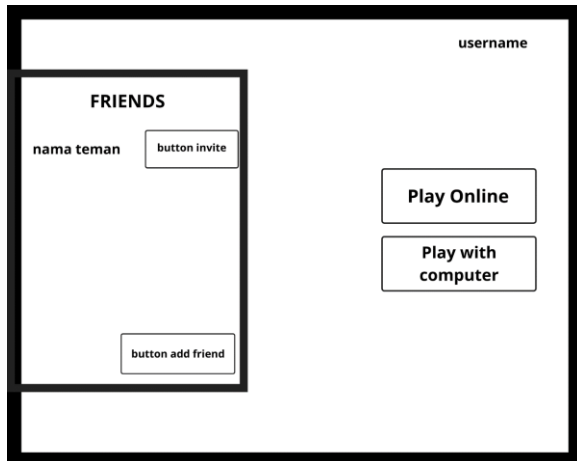 username
FRIENDS
nama teman
button invite
Play Online
Play with
computer
button add friend